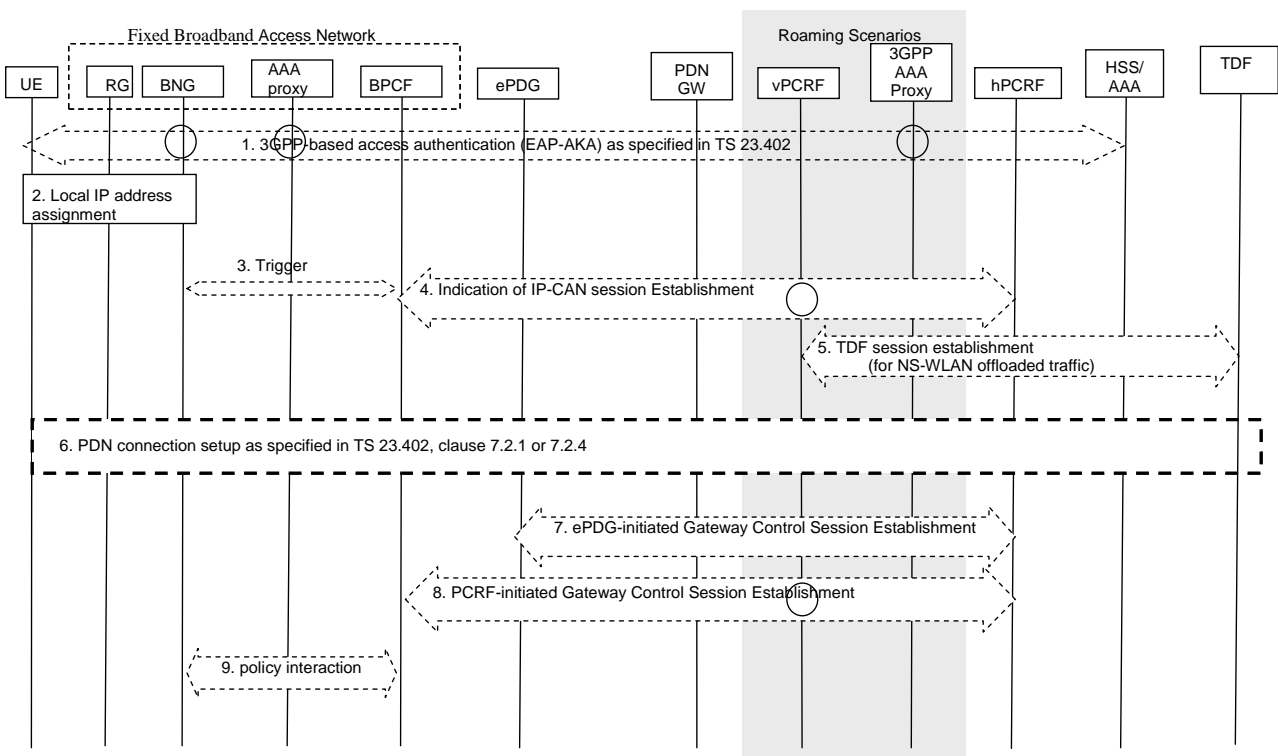 Fixed Broadband Access Network
Roaming Scenarios
UE
RG
BNG
AAA
proxy
BPCF
ePDG
PDN
GW
vPCRF
3GPP
AAA
Proxy
hPCRF
HSS/
AAA
TDF
1. 3GPP-based access authentication (EAP-AKA) as specified in TS 23.402
2. Local IP address
assignment
3. Trigger
4. Indication of IP-CAN session Establishment
5. TDF session establishment
(for NS-WLAN offloaded traffic)
6. PDN connection setup as specified in TS 23.402, clause 7.2.1 or 7.2.4
7. ePDG-initiated Gateway Control Session Establishment
8. PCRF-initiated Gateway Control Session Establishment
9. policy interaction